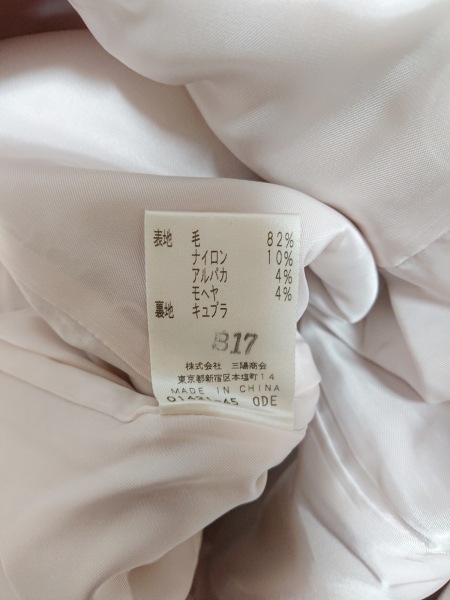 表地 毛 82%
ナイロン 10%
アルパカ 4%
モヘヤ 4%
裏地 キュプラ
B17
株式会社 三陽商会
東京都新宿区本塩町14
MADE IN CHINA
01421-45 ODE